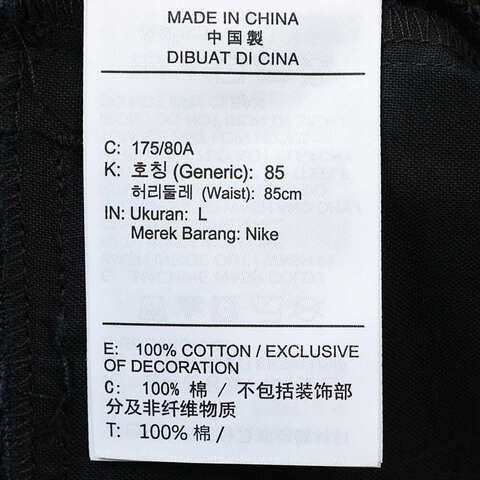 MADE IN CHINA
中国製
DIBUAT DI CINA
C: 175/80A
K: 호칭 (Generic): 85
허리둘레 (Waist): 85cm
IN: Ukuran: L
Merek Barang: Nike
E: 100% COTTON / EXCLUSIVE
OF DECORATION
C: 100% 棉 / 不包括装饰部
分及非纤维物质
T: 100% 棉 /